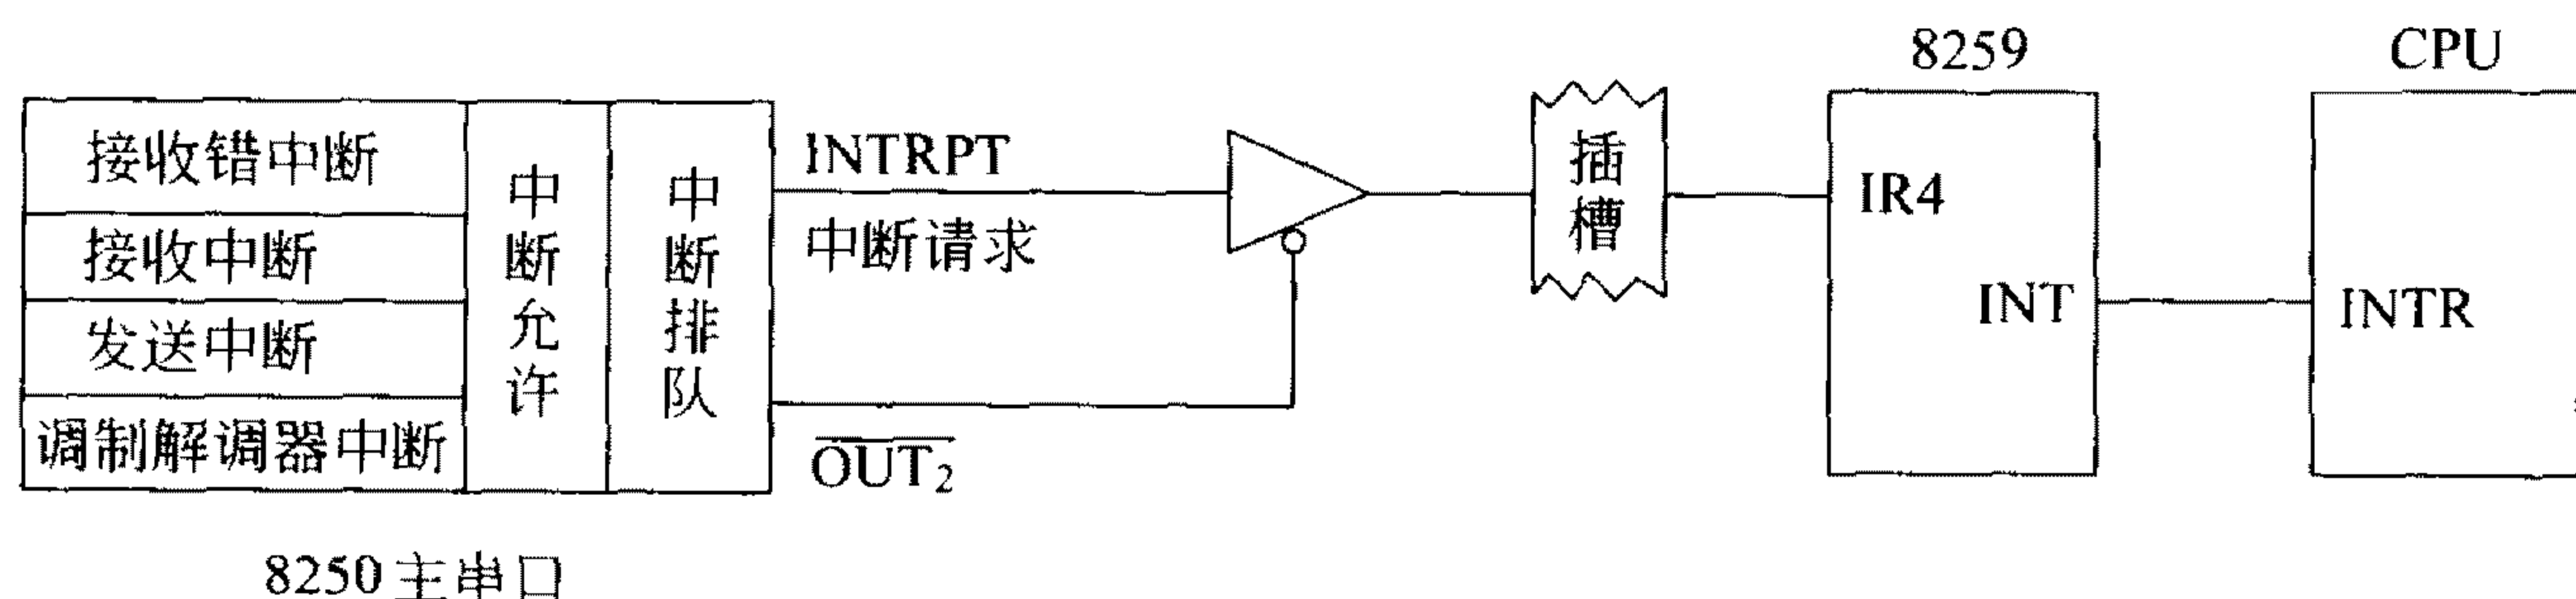 8259
CPU
接收错中断
接收中断
发送中断
调制解调器中断
中断允许
中断排队
INTRPT
中断请求
OUT₂
插槽
IR4
INT
INTR
8250主串口